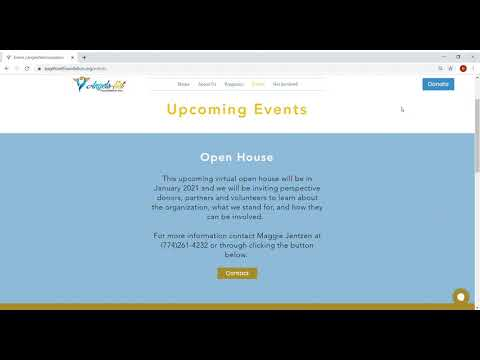 Angels-Net
Home About Us Programs Events Get Involved
Donate
Upcoming Events
Open House
This upcoming virtual open house will be in
January 2021 and we will be inviting perspective
donors, partners and volunteers to learn about
the organization, what we stand for, and how they
can be involved.
For more information contact Maggie Jentzen at
(774)261-4232 or through clicking the button
below.
Contact